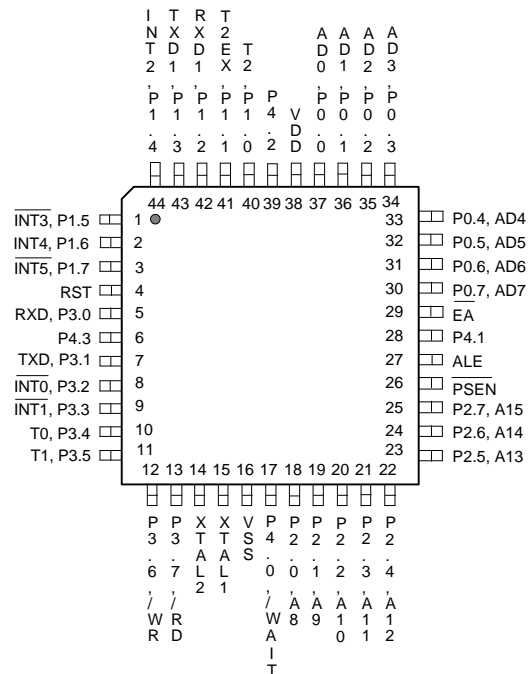 INT2, P1.4
TXD1, P1.3
RXD1, P1.2
T2EX, P1.1
T2, P1.0
P4.2
VDD
AD0, P0.0
AD1, P0.1
AD2, P0.2
AD3, P0.3
44 43 42 41 40 39 38 37 36 35 34
INT3, P1.5 1
INT4, P1.6 2
INT5, P1.7 3
RST 4
RXD, P3.0 5
P4.3 6
TXD, P3.1 7
INT0, P3.2 8
INT1, P3.3 9
T0, P3.4 10
T1, P3.5 11
33 P0.4, AD4
32 P0.5, AD5
31 P0.6, AD6
30 P0.7, AD7
29 EA
28 P4.1
27 ALE
26 PSEN
25 P2.7, A15
24 P2.6, A14
23 P2.5, A13
12 13 14 15 16 17 18 19 20 21 22
P3.6, /WR
P3.7, /RD
XTAL2
XTAL1
VSS
P4.0, /WAIT
P2.0, A8
P2.1, A9
P2.2, A10
P2.3, A11
P2.4, A12